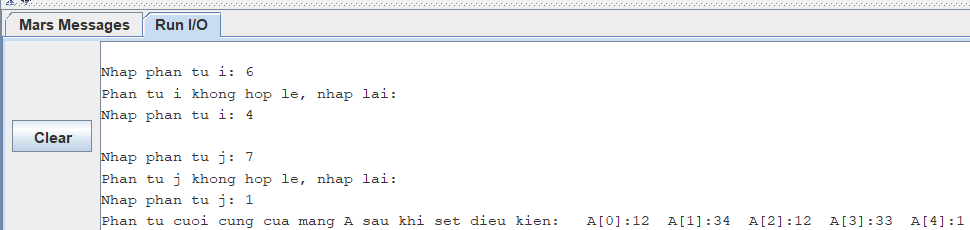 Mars Messages Run I/O
Nhap phan tu i: 6
Phan tu i khong hop le, nhap lai:
Nhap phan tu i: 4
Clear
Nhap phan tu j: 7
Phan tu j khong hop le, nhap lai:
Nhap phan tu j: 1
Phan tu cuoi cung cua mang A sau khi set dieu kien:   A[0]:12  A[1]:34  A[2]:12  A[3]:33  A[4]:1